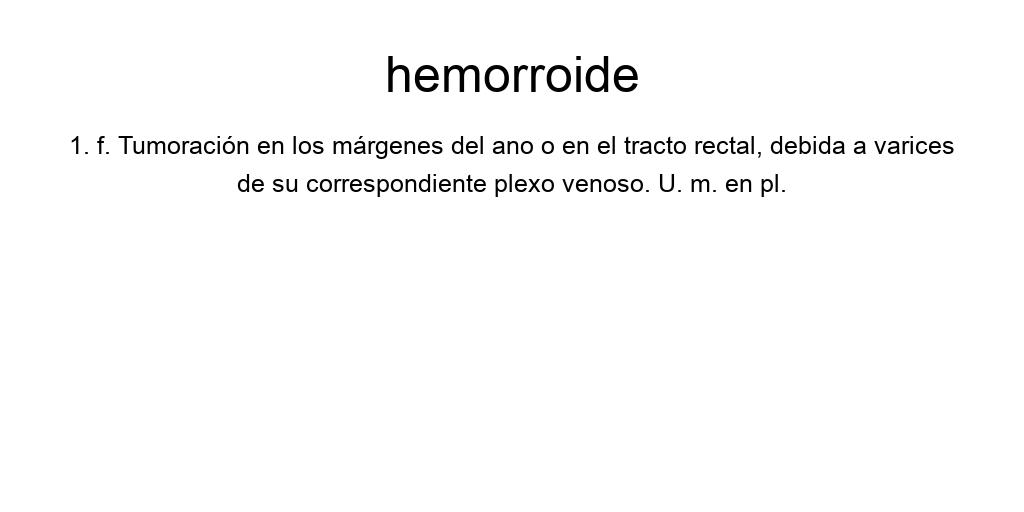 hemorroide
1. f. Tumoración en los márgenes del ano o en el tracto rectal, debida a varices
de su correspondiente plexo venoso. U. m. en pl.